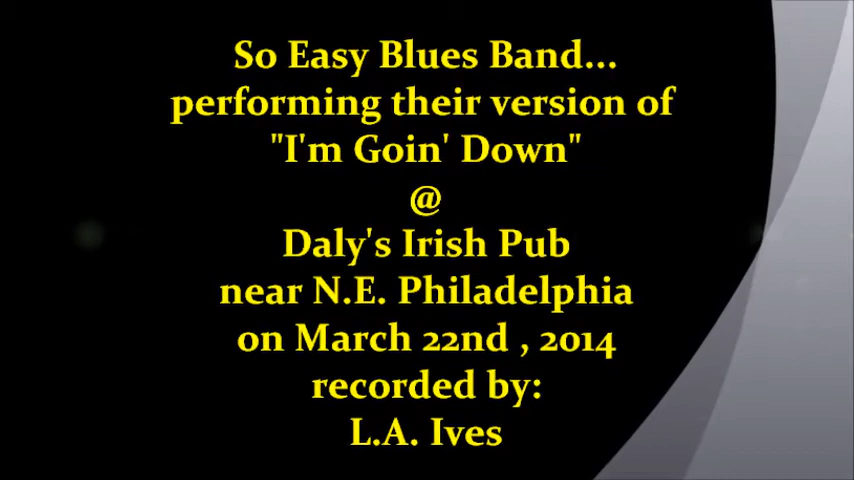 So Easy Blues Band...
performing their version of
"I'm Goin' Down"
@
Daly's Irish Pub
near N.E. Philadelphia
on March 22nd , 2014
recorded by:
L.A. Ives